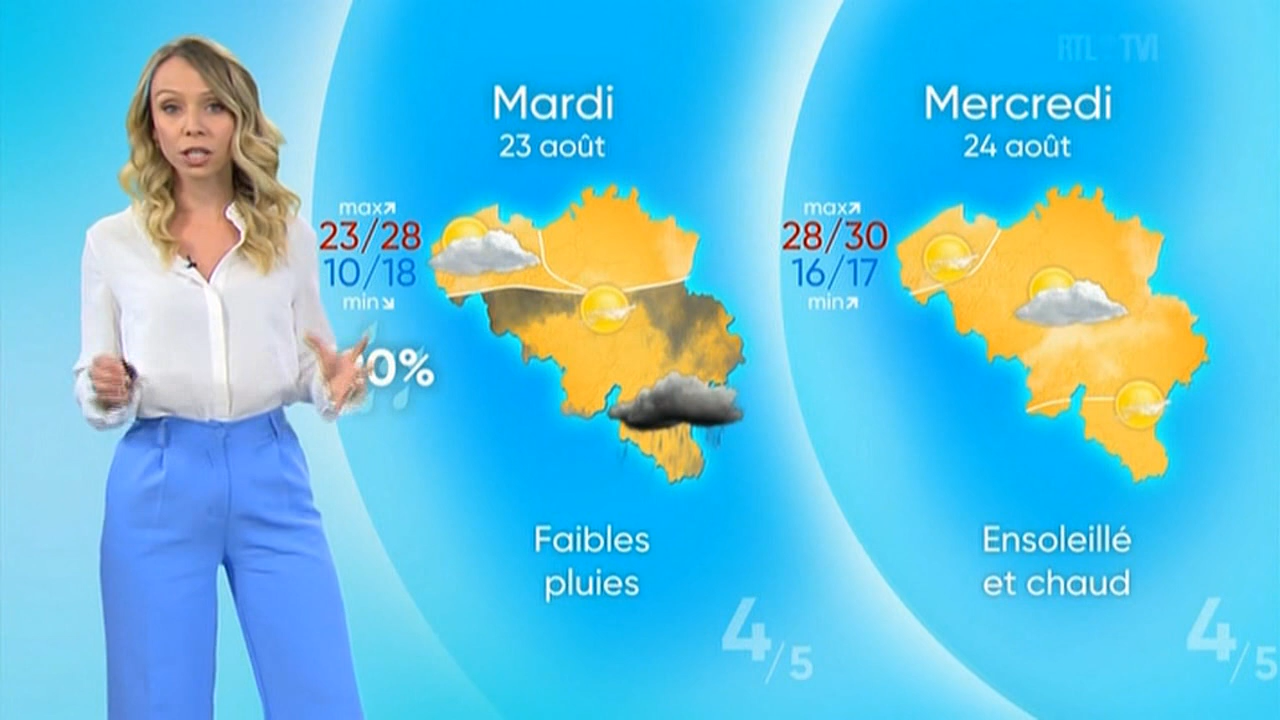 RTL TVI
Mardi
23 août
max↗
23/28
10/18
min↘
0%
Faibles
pluies
4/5
Mercredi
24 août
max↗
28/30
16/17
min↗
Ensoleillé
et chaud
4/5